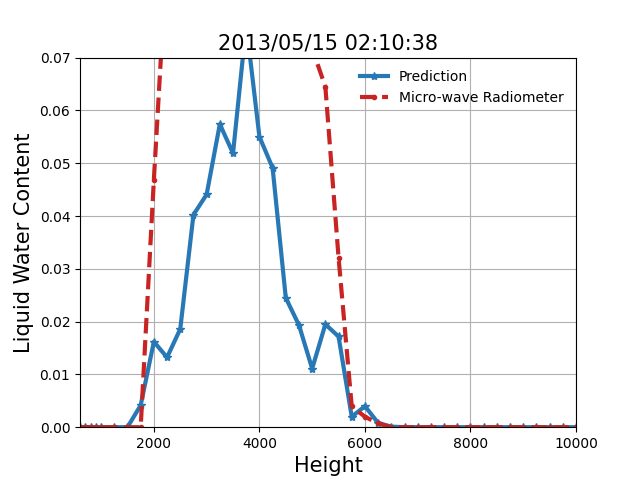 2013/05/15 02:10:38
Prediction
Micro-wave Radiometer
Liquid Water Content
0.07
0.06
0.05
0.04
0.03
0.02
0.01
0.00
2000 4000 6000 8000 10000
Height